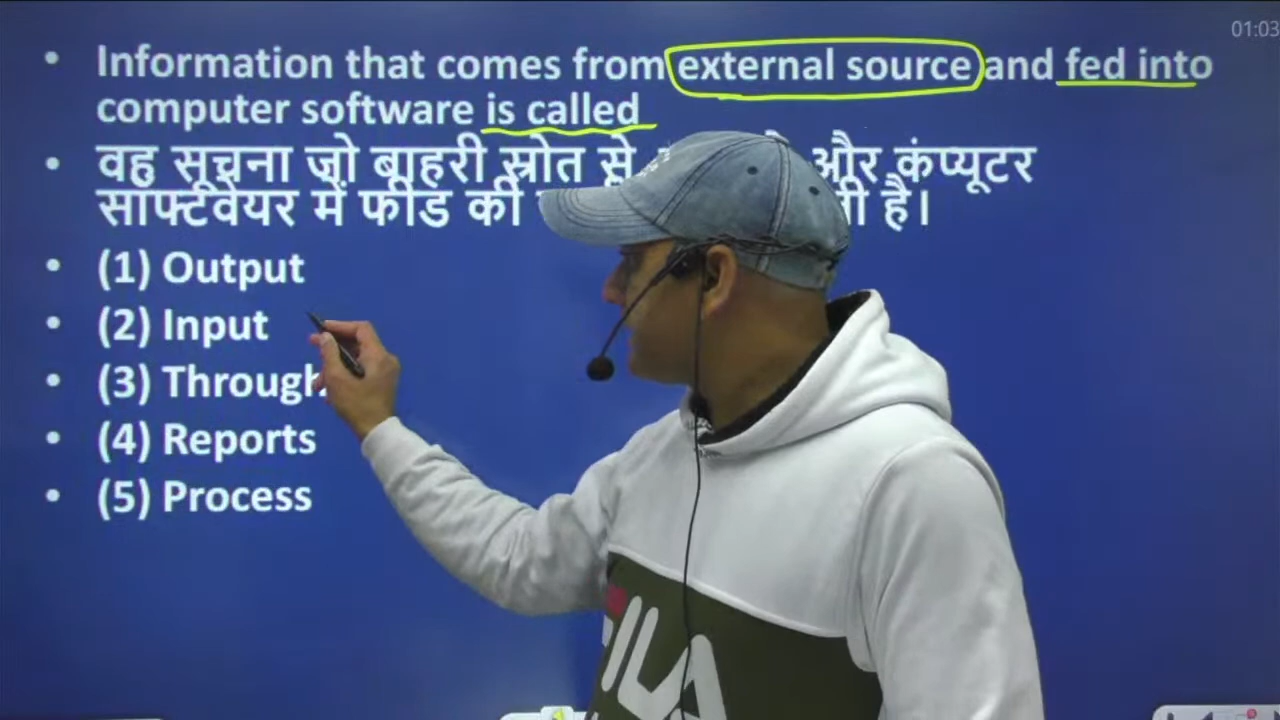 01:03
• Information that comes from external source and fed into
computer software is called
• वह सूचना जो बाहरी स्रोत से और कंप्यूटर
साफ्टवेयर में फीड की है।
• (1) Output
• (2) Input
• (3) Through
• (4) Reports
• (5) Process
FILA